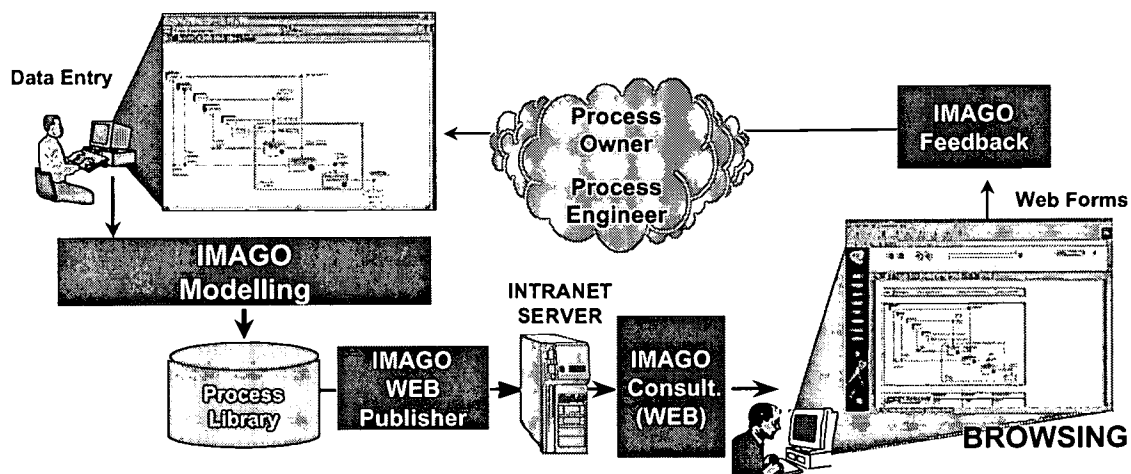 Data Entry
Process
Owner
Process
Engineer
IMAGO
Feedback
Web Forms
IMAGO
Modelling
INTRANET
SERVER
Process
Library
IMAGO
WEB
Publisher
IMAGO
Consult.
(WEB)
BROWSING